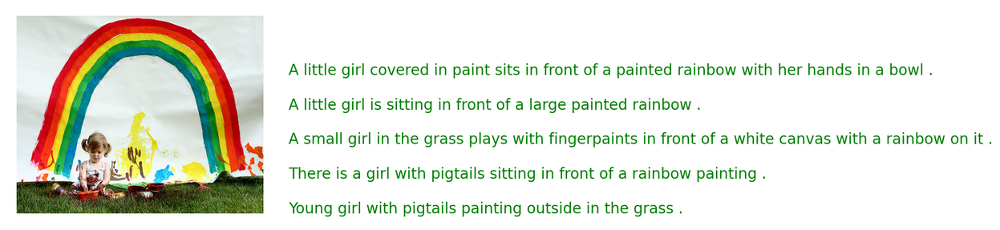 A little girl covered in paint sits in front of a painted rainbow with her hands in a bowl .
A little girl is sitting in front of a large painted rainbow .
A small girl in the grass plays with fingerpaints in front of a white canvas with a rainbow on it .
There is a girl with pigtails sitting in front of a rainbow painting .
Young girl with pigtails painting outside in the grass .